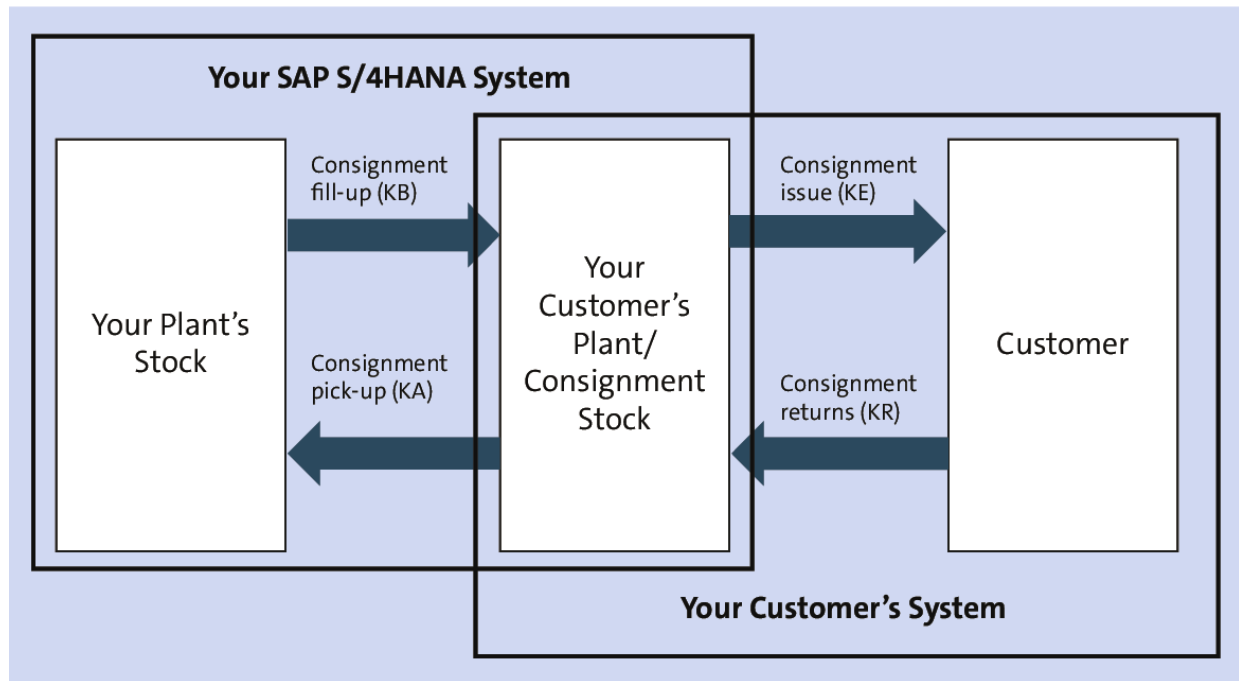 Your SAP S/4HANA System
Your Plant’s
Stock
Consignment
fill-up (KB)
Consignment
pick-up (KA)
Your
Customer’s
Plant/
Consignment
Stock
Consignment
issue (KE)
Consignment
returns (KR)
Customer
Your Customer’s System